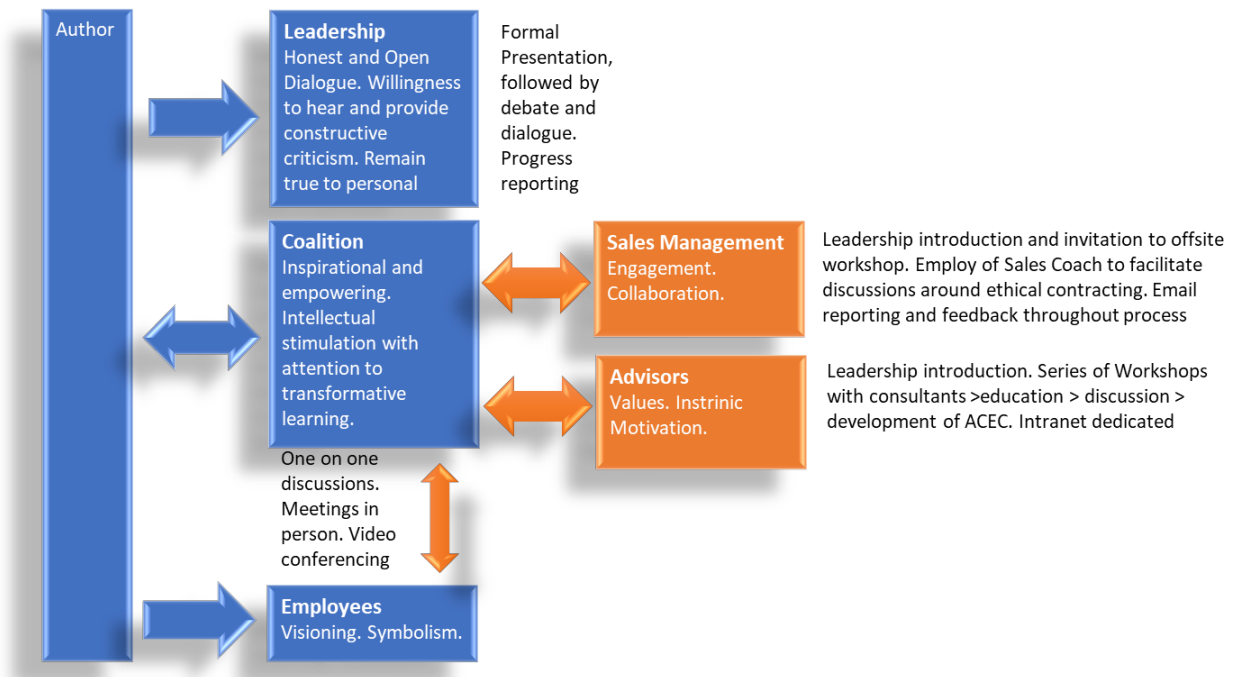 Author
Leadership
Honest and Open
Dialogue. Willingness
to hear and provide
constructive
criticism. Remain
true to personal
Formal
Presentation,
followed by
debate and
dialogue.
Progress
reporting
Coalition
Inspirational and
empowering.
Intellectual
stimulation with
attention to
transformative
learning.
Sales Management
Engagement.
Collaboration.
Leadership introduction and invitation to offsite
workshop. Employ of Sales Coach to facilitate
discussions around ethical contracting. Email
reporting and feedback throughout process
Advisors
Values. Instrinic
Motivation.
Leadership introduction. Series of Workshops
with consultants >education > discussion >
development of ACEC. Intranet dedicated
One on one
discussions.
Meetings in
person. Video
conferencing
Employees
Visioning. Symbolism.